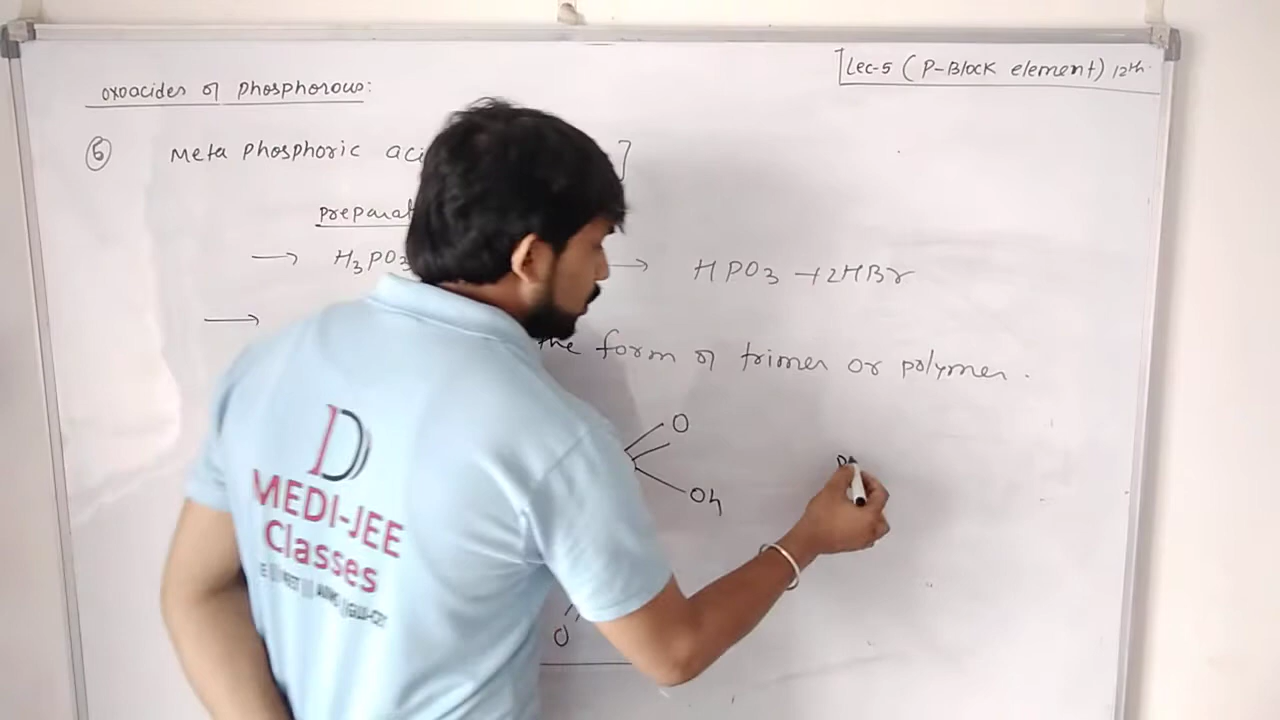 Lec-5 (P-Block element) 12th.
oxoacides of phosphorous:
5 Meta phosphoric aci ]
preparat
→ H3PO3 → HPO3 + 2HBr
→ the form of trimer or polymer.
O
Oh
O
MEDI-JEE
Classes